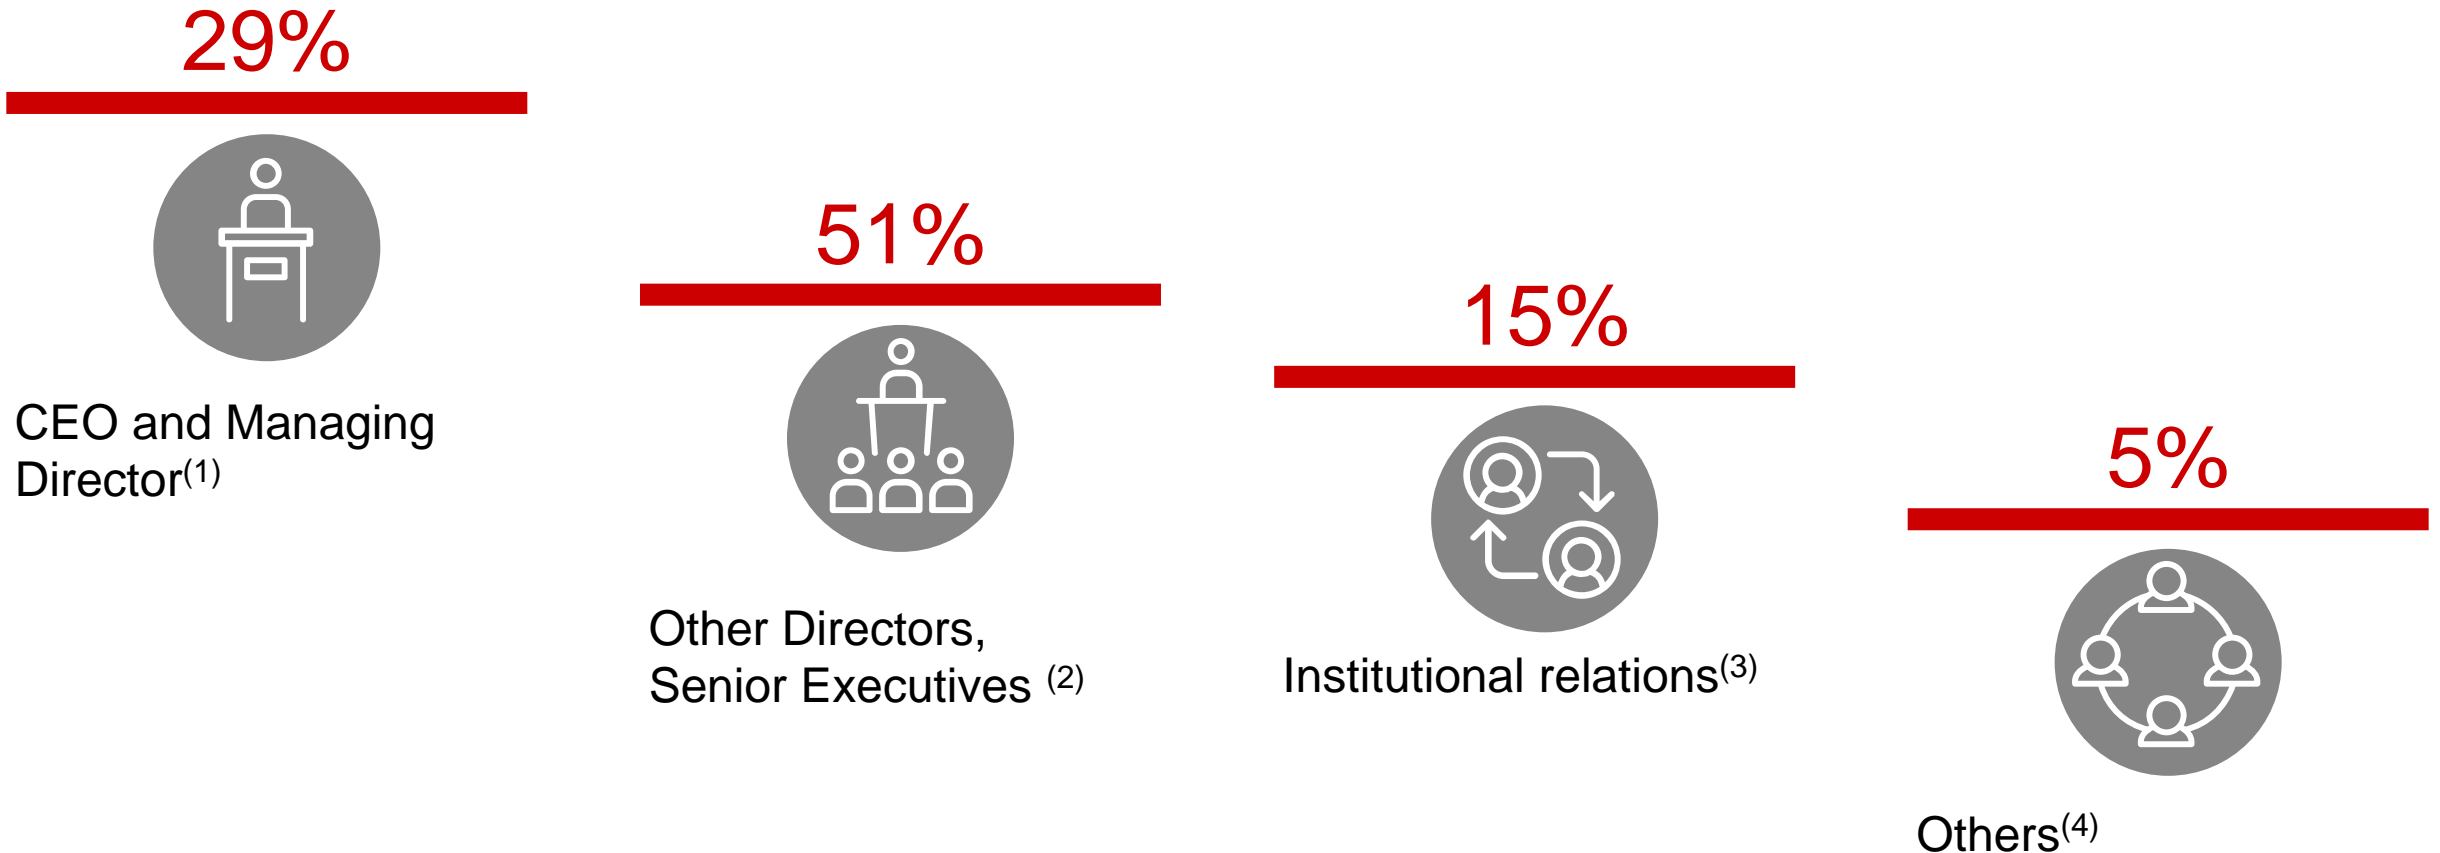 29%
CEO and Managing
Director(1)
51%
Other Directors,
Senior Executives (2)
15%
Institutional relations(3)
5%
Others(4)